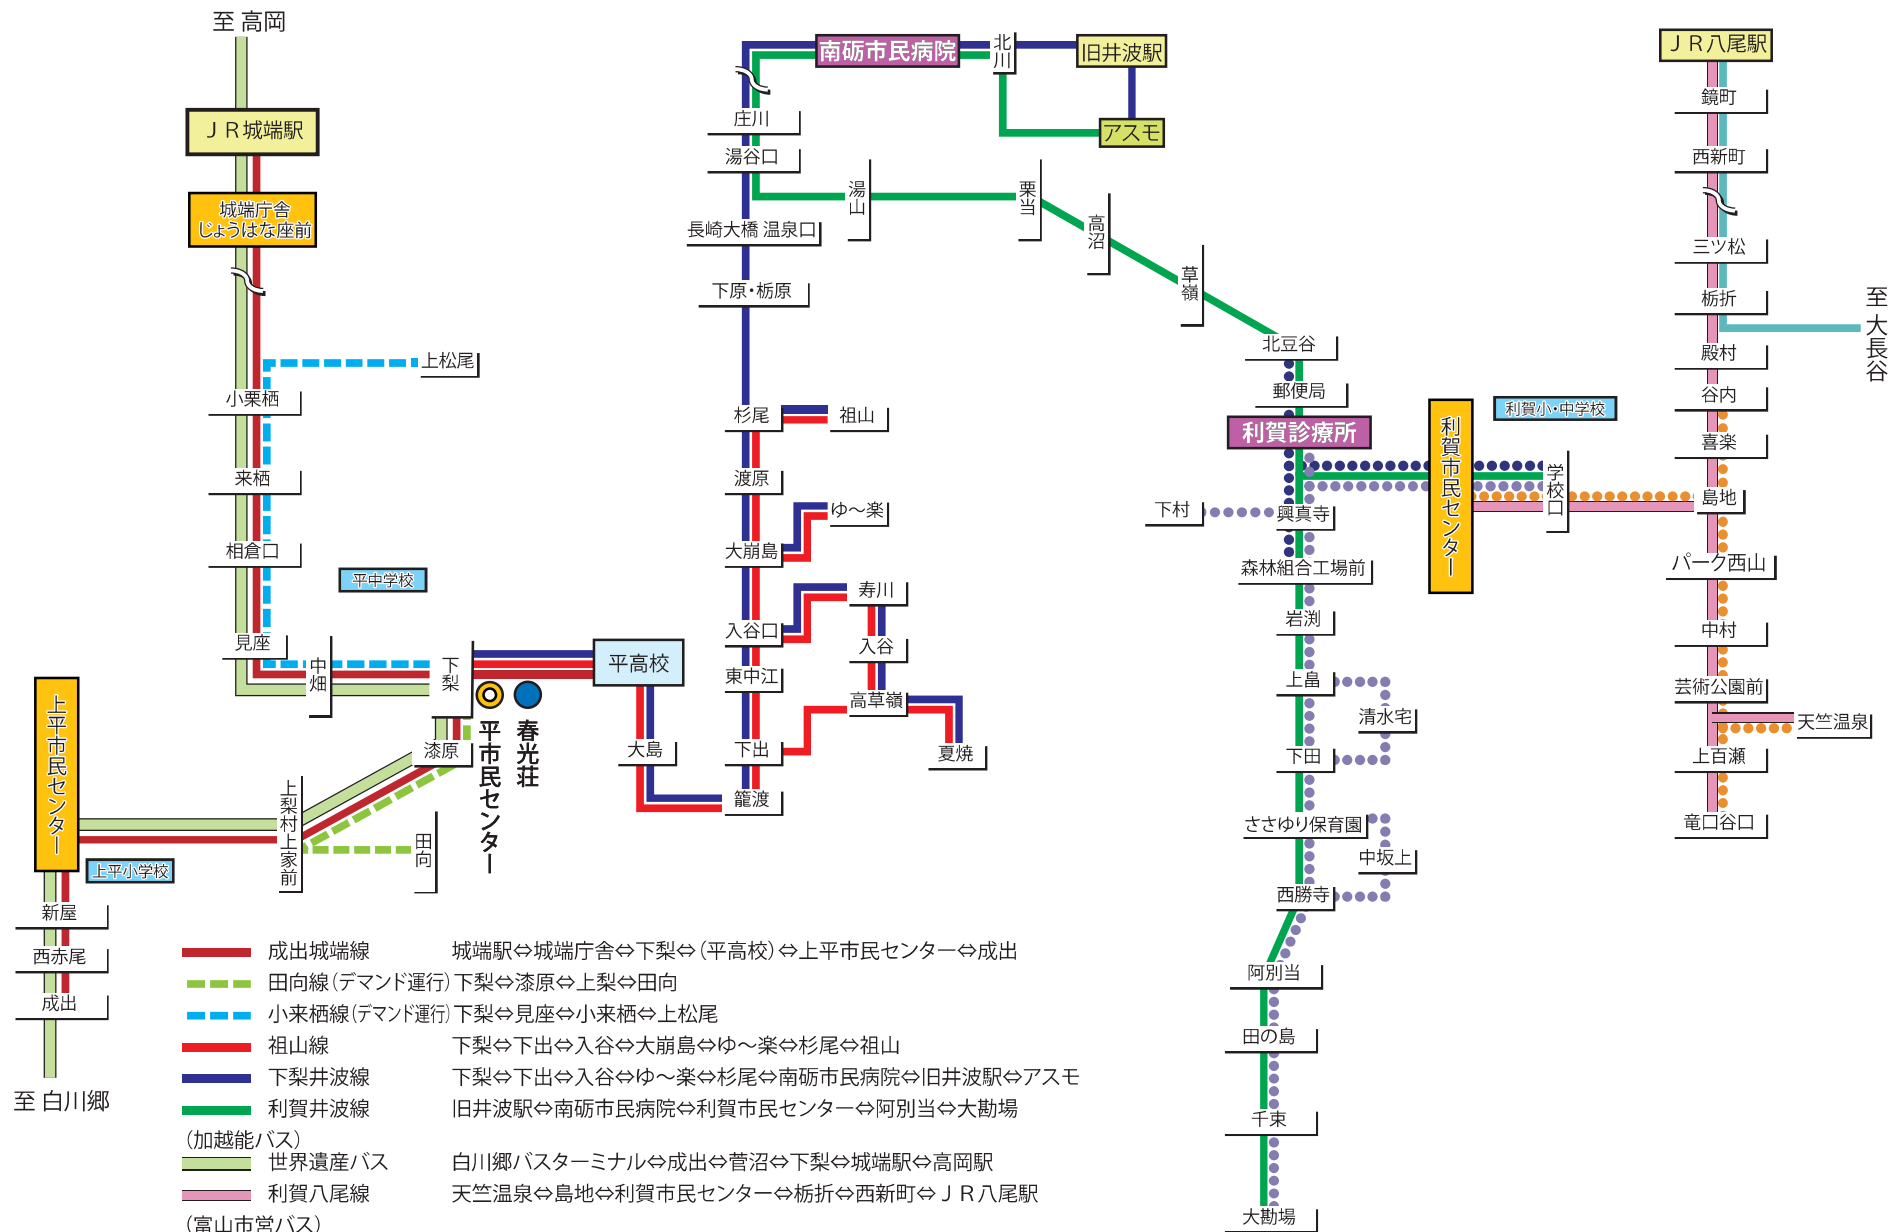 至 高岡
ＪＲ城端駅
城端庁舎
じょうはな座前
上松尾
小栗栖
来栖
相倉口
平中学校
見座
中畑
下梨
平高校
平市民センター
春光荘
漆原
上梨村上家前
田向
上平市民センター
上平小学校
新屋
西赤尾
成出
至 白川郷
南砺市民病院
北川
旧井波駅
アスモ
庄川
湯谷口
湯山
栗当
高沼
草嶺
長崎大橋 温泉口
下原・栃原
杉尾
祖山
渡原
ゆ～楽
大崩島
寿川
入谷口
入谷
東中江
高草嶺
大島
下出
夏焼
籠渡
北豆谷
郵便局
利賀診療所
利賀市民センター
利賀小・中学校
学校口
下村
興真寺
森林組合工場前
岩渕
上畠
清水宅
下田
ささゆり保育園
中坂上
西勝寺
阿別当
田の島
千束
大勘場
ＪＲ八尾駅
鏡町
西新町
三ツ松
栃折
至 大長谷
殿村
谷内
喜楽
島地
パーク西山
中村
芸術公園前
天竺温泉
上百瀬
竜口谷口
成出城端線 城端駅⇔城端庁舎⇔下梨⇔（平高校）⇔上平市民センター⇔成出
田向線（デマンド運行）下梨⇔漆原⇔上梨⇔田向
小来栖線（デマンド運行）下梨⇔見座⇔小来栖⇔上松尾
祖山線 下梨⇔下出⇔入谷⇔大崩島⇔ゆ～楽⇔杉尾⇔祖山
下梨井波線 下梨⇔下出⇔入谷⇔ゆ～楽⇔杉尾⇔南砺市民病院⇔旧井波駅⇔アスモ
利賀井波線 旧井波駅⇔南砺市民病院⇔利賀市民センター⇔阿別当⇔大勘場
（加越能バス）
世界遺産バス 白川郷バスターミナル⇔成出⇔菅沼⇔下梨⇔城端駅⇔高岡駅
利賀八尾線 天竺温泉⇔島地⇔利賀市民センター⇔栃折⇔西新町⇔ＪＲ八尾駅
（富山市営バス）